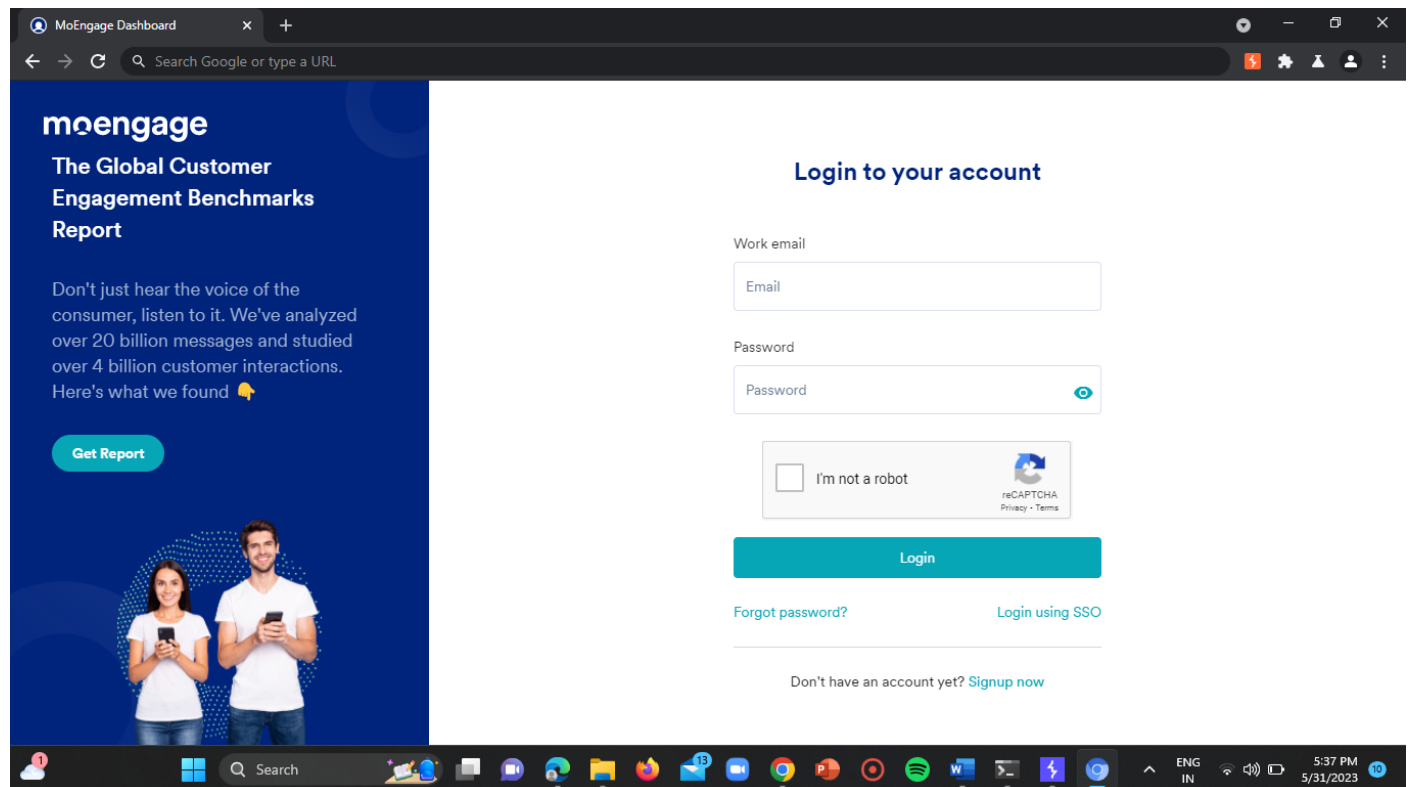 MoEngage Dashboard
Search Google or type a URL
moengage
The Global Customer
Engagement Benchmarks
Report
Don't just hear the voice of the
consumer, listen to it. We've analyzed
over 20 billion messages and studied
over 4 billion customer interactions.
Here's what we found 👇
Get Report
Login to your account
Work email
Email
Password
Password
I'm not a robot
reCAPTCHA
Privacy - Terms
Login
Forgot password?
Login using SSO
Don't have an account yet? Signup now
1
Search
13
ENG
IN
5:37 PM
5/31/2023
10